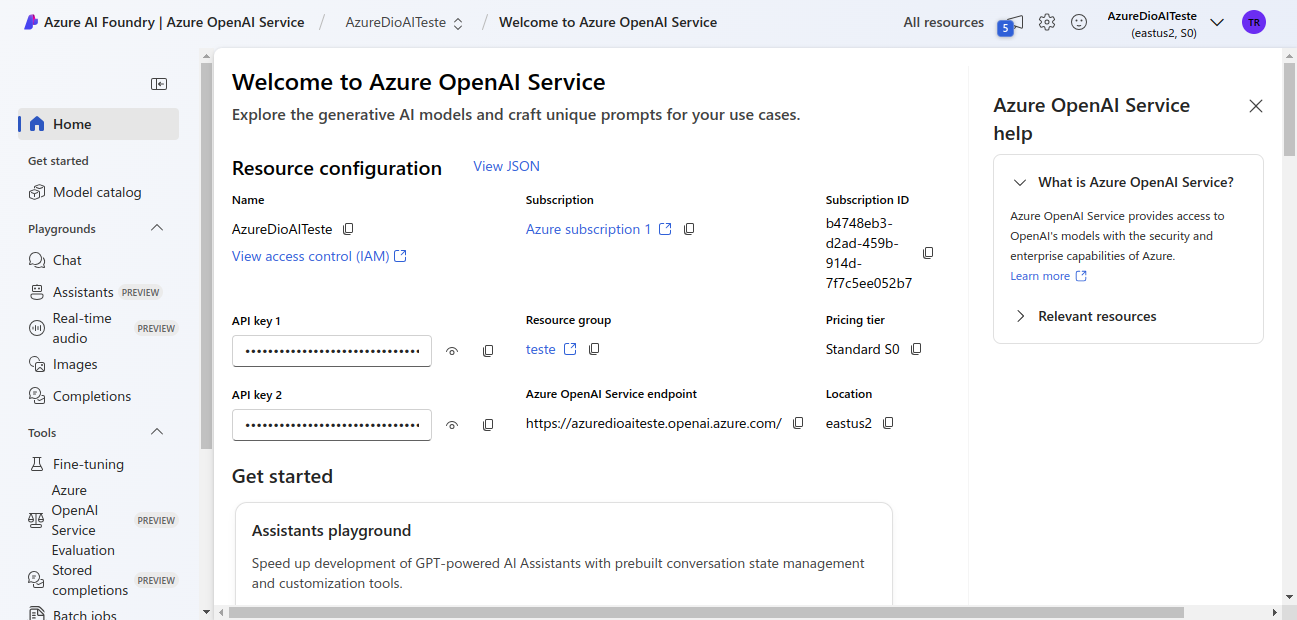 Azure AI Foundry | Azure OpenAI Service / AzureDioAITeste / Welcome to Azure OpenAI Service
All resources
5
AzureDioAITeste
(eastus2, S0)
TR
Home
Get started
Model catalog
Playgrounds
Chat
Assistants PREVIEW
Real-time
audio
PREVIEW
Images
Completions
Tools
Fine-tuning
Azure
OpenAI
Service
Evaluation
PREVIEW
Stored
completions
PREVIEW
Batch jobs
Welcome to Azure OpenAI Service
Explore the generative AI models and craft unique prompts for your use cases.
Resource configuration
View JSON
Name
AzureDioAITeste
View access control (IAM)
Subscription
Azure subscription 1
Subscription ID
b4748eb3-
d2ad-459b-
914d-
7f7c5ee052b7
API key 1
••••••••••••••••••••••••••••••••
Resource group
teste
Pricing tier
Standard S0
API key 2
••••••••••••••••••••••••••••••••
Azure OpenAI Service endpoint
https://azuredioaiteste.openai.azure.com/
Location
eastus2
Get started
Assistants playground
Speed up development of GPT-powered AI Assistants with prebuilt conversation state management
and customization tools.
Azure OpenAI Service
help
What is Azure OpenAI Service?
Azure OpenAI Service provides access to
OpenAI's models with the security and
enterprise capabilities of Azure.
Learn more
Relevant resources